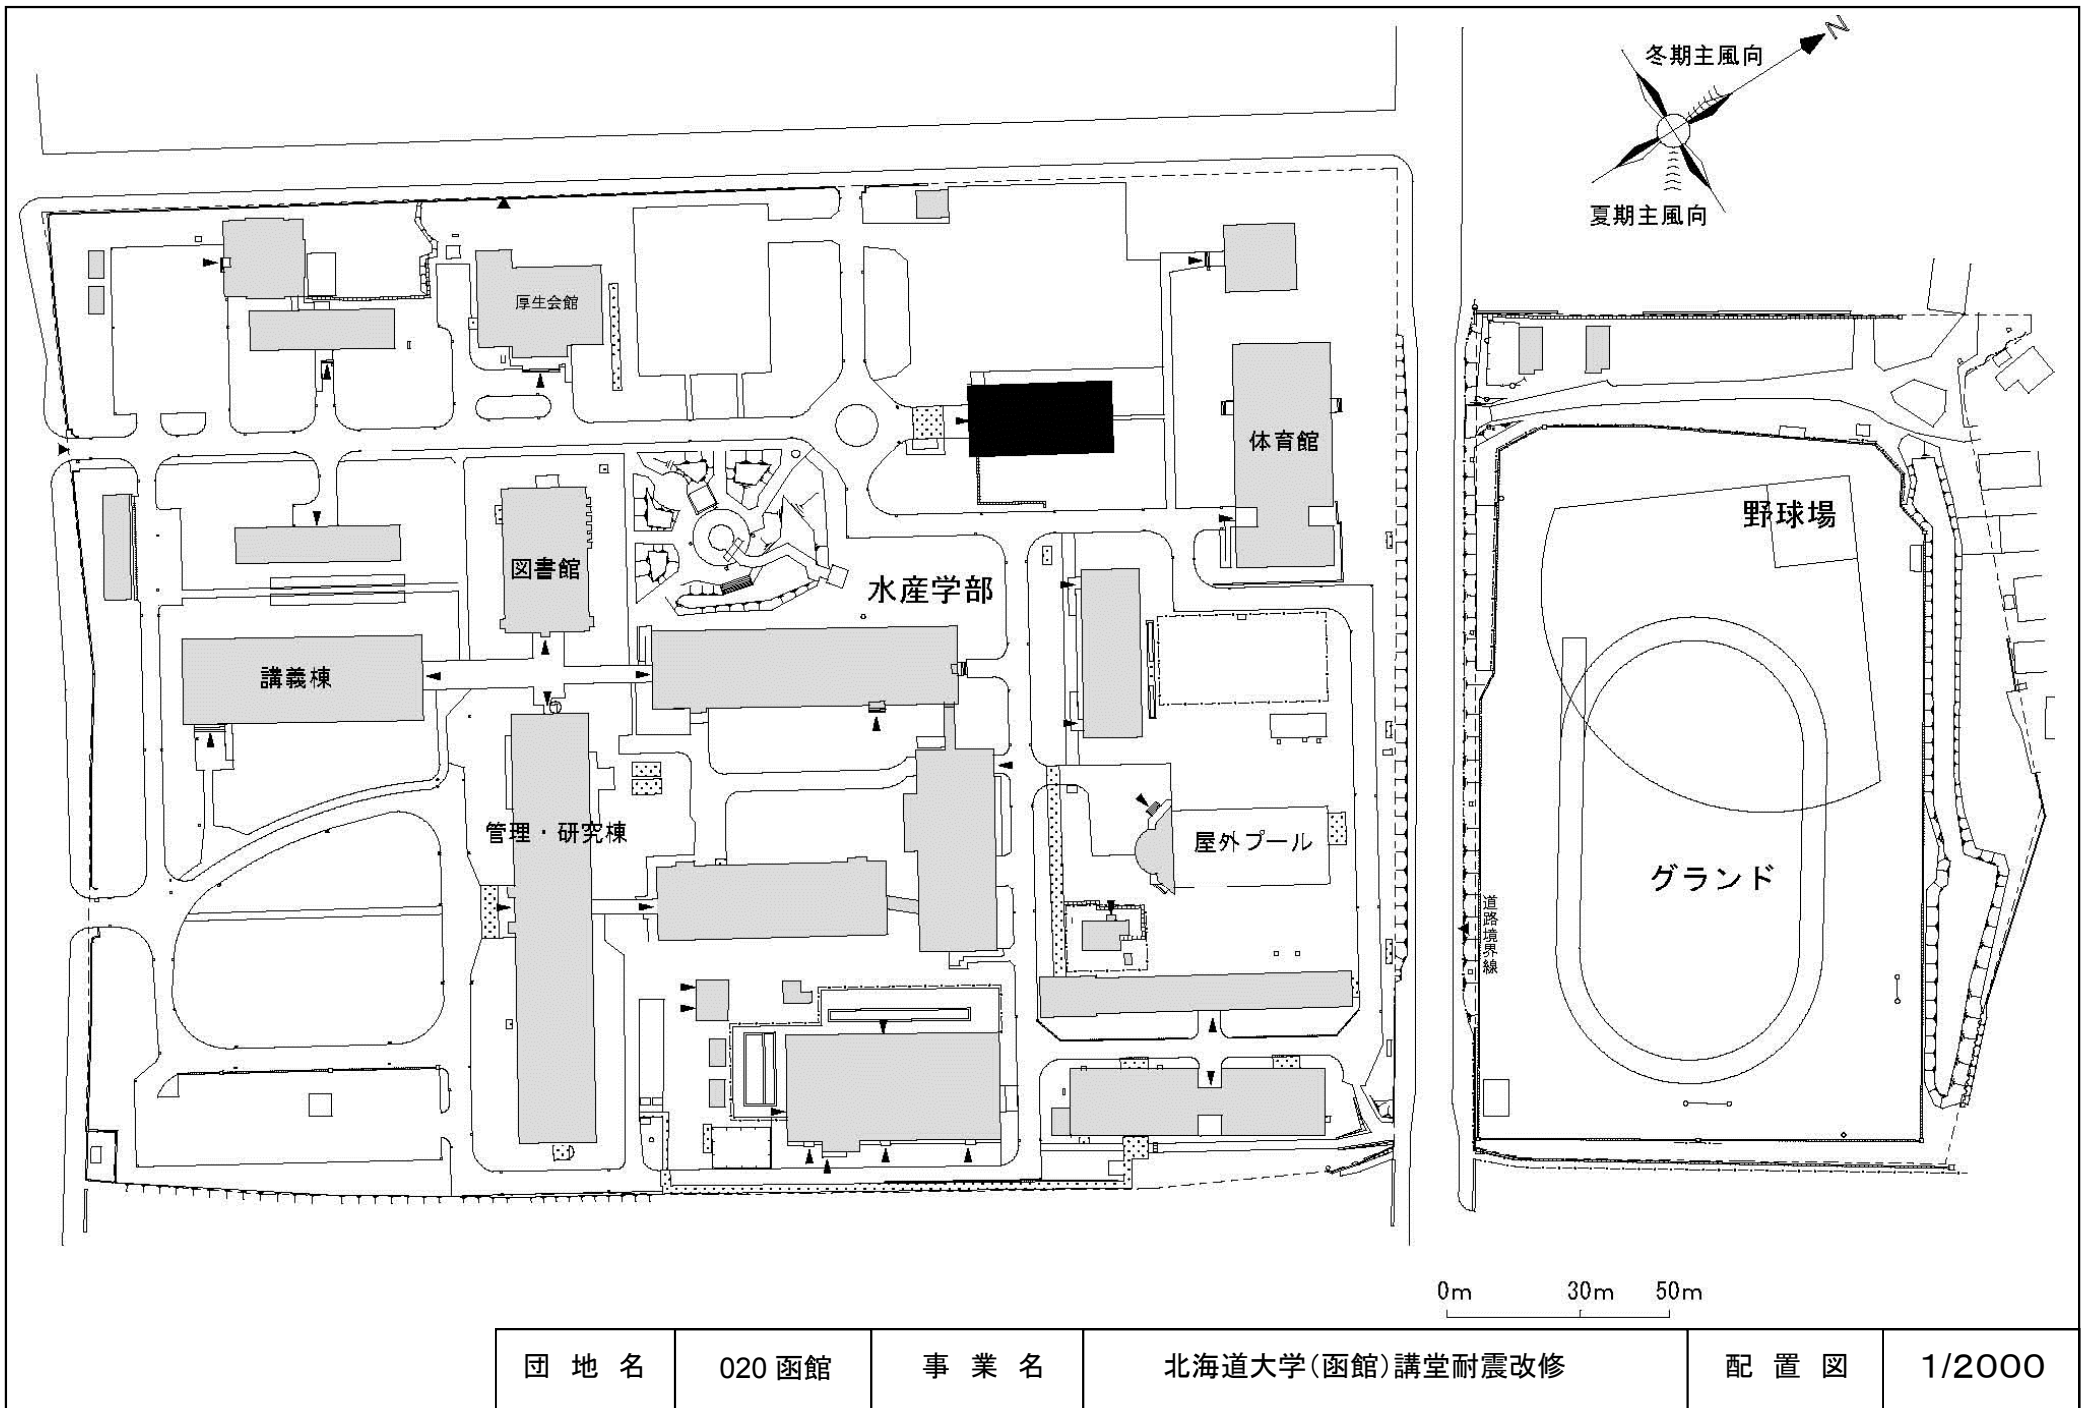 N
冬期主風向
夏期主風向
厚生会館
体育館
野球場
図書館
水産学部
講義棟
管理・研究棟
屋外プール
グランド
道路境界線
0m 30m 50m
団地名 020 函館 事業名 北海道大学(函館)講堂耐震改修 配置図 1/2000